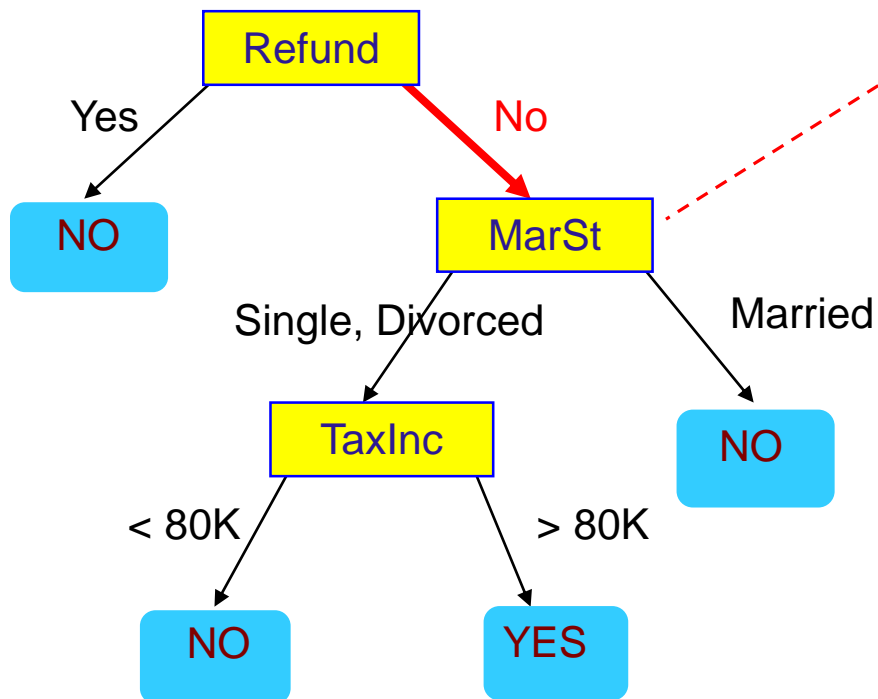 Refund
Yes
No
NO
MarSt
Single, Divorced
Married
TaxInc
NO
< 80K
> 80K
NO
YES